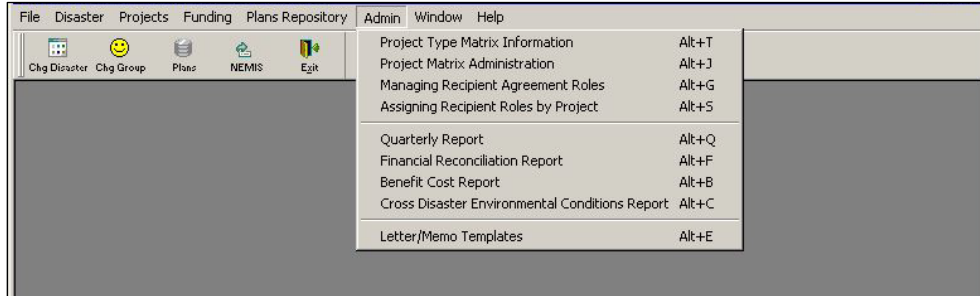 File Disaster Projects Funding Plans Repository Admin Window Help
Chg Disaster Chg Group Plans NEMIS Exit
Project Type Matrix Information Alt+T
Project Matrix Administration Alt+J
Managing Recipient Agreement Roles Alt+G
Assigning Recipient Roles by Project Alt+S
Quarterly Report Alt+Q
Financial Reconciliation Report Alt+F
Benefit Cost Report Alt+B
Cross Disaster Environmental Conditions Report Alt+C
Letter/Memo Templates Alt+E